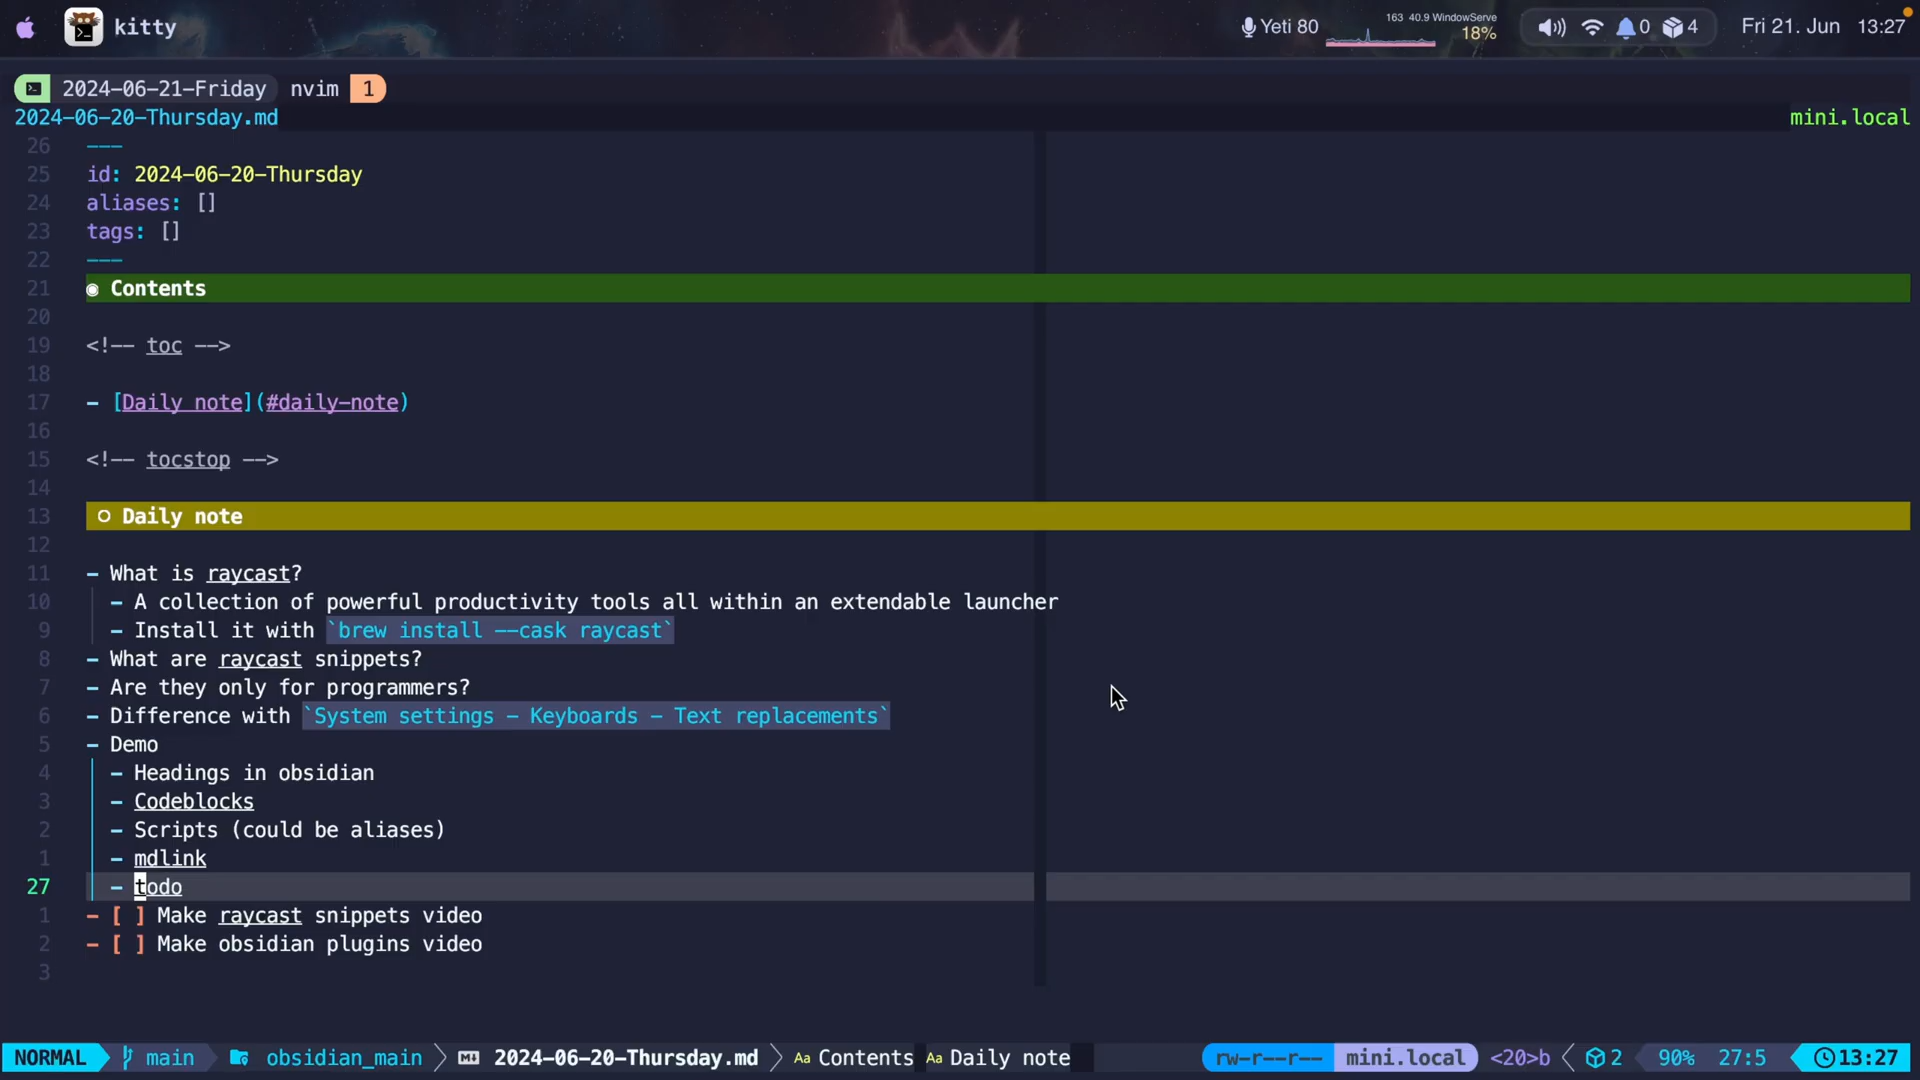 kitty
Yeti 80
163 40.9 WindowServe
18%
0
4
Fri 21. Jun 13:27
2024-06-21-Friday nvim 1
2024-06-20-Thursday.md mini.local
26 ---
25 id: 2024-06-20-Thursday
24 aliases: []
23 tags: []
22 ---
21 Contents
20
19 <!-- toc -->
18
17 - [Daily note](#daily-note)
16
15 <!-- tocstop -->
14
13 Daily note
12
11 - What is raycast?
10 - A collection of powerful productivity tools all within an extendable launcher
9 - Install it with `brew install --cask raycast`
8 - What are raycast snippets?
7 - Are they only for programmers?
6 - Difference with `System settings - Keyboards - Text replacements`
5 - Demo
4 - Headings in obsidian
3 - Codeblocks
2 - Scripts (could be aliases)
1 - mdlink
27 - todo
1 - [ ] Make raycast snippets video
2 - [ ] Make obsidian plugins video
3
NORMAL main obsidian_main 2024-06-20-Thursday.md Aa Contents Aa Daily note rw-r--r-- mini.local <20>b 2 90% 27:5 13:27